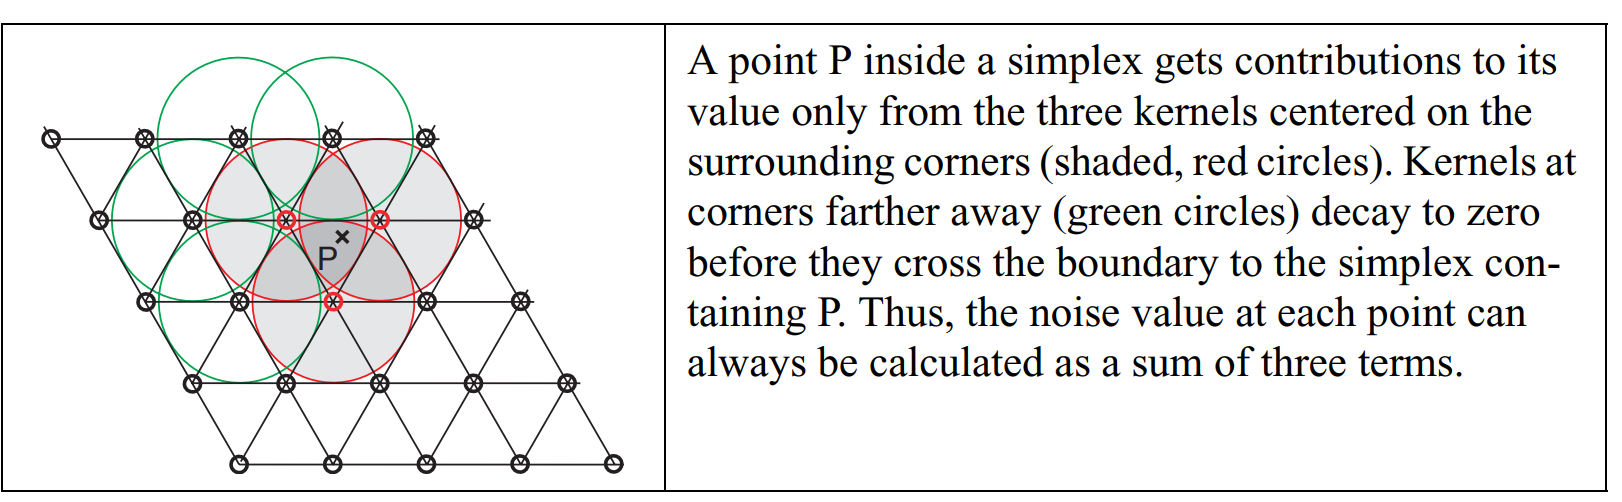 A point P inside a simplex gets contributions to its
value only from the three kernels centered on the
surrounding corners (shaded, red circles). Kernels at
corners farther away (green circles) decay to zero
before they cross the boundary to the simplex con-
taining P. Thus, the noise value at each point can
always be calculated as a sum of three terms.
P